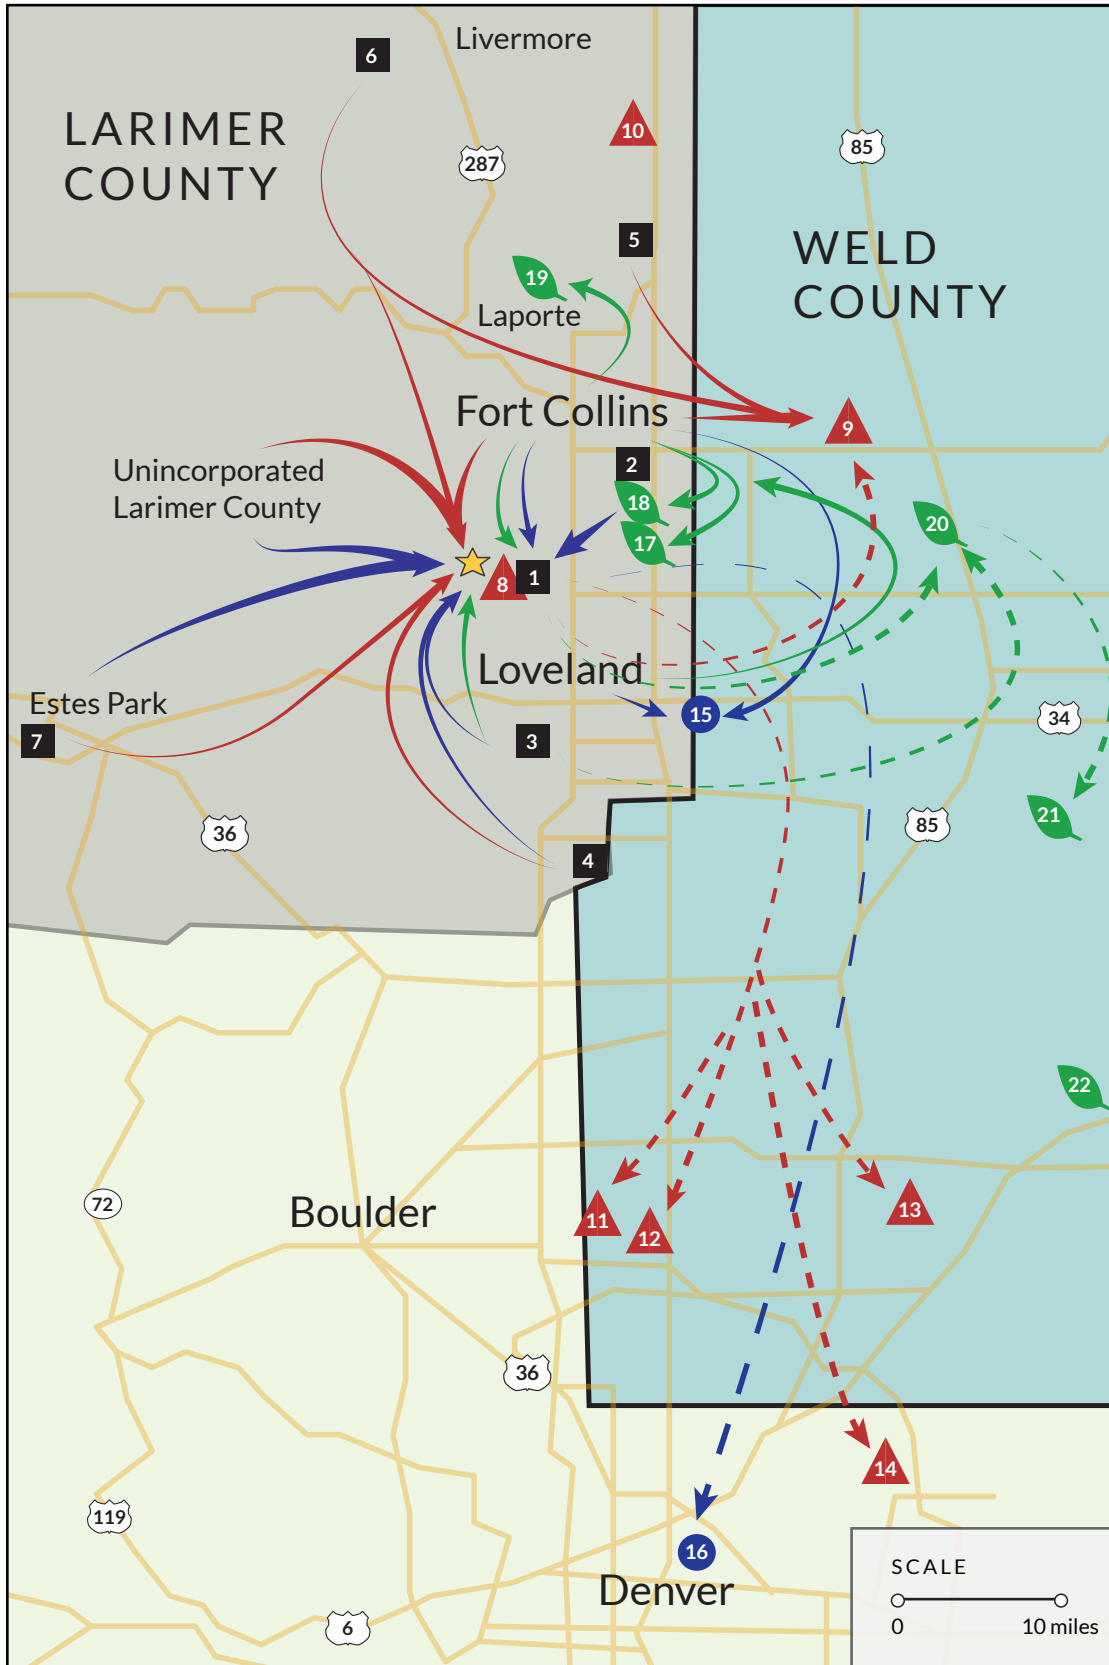 6
Livermore
LARIMER
COUNTY
10
287
85
5
WELD
COUNTY
19
Laporte
Fort Collins
9
Unincorporated
Larimer County
2
18
17
20
8
1
Loveland
Estes Park
7
3
15
34
36
21
85
4
22
72
Boulder
11
12
13
36
14
119
16
Denver
6
SCALE
0
10 miles